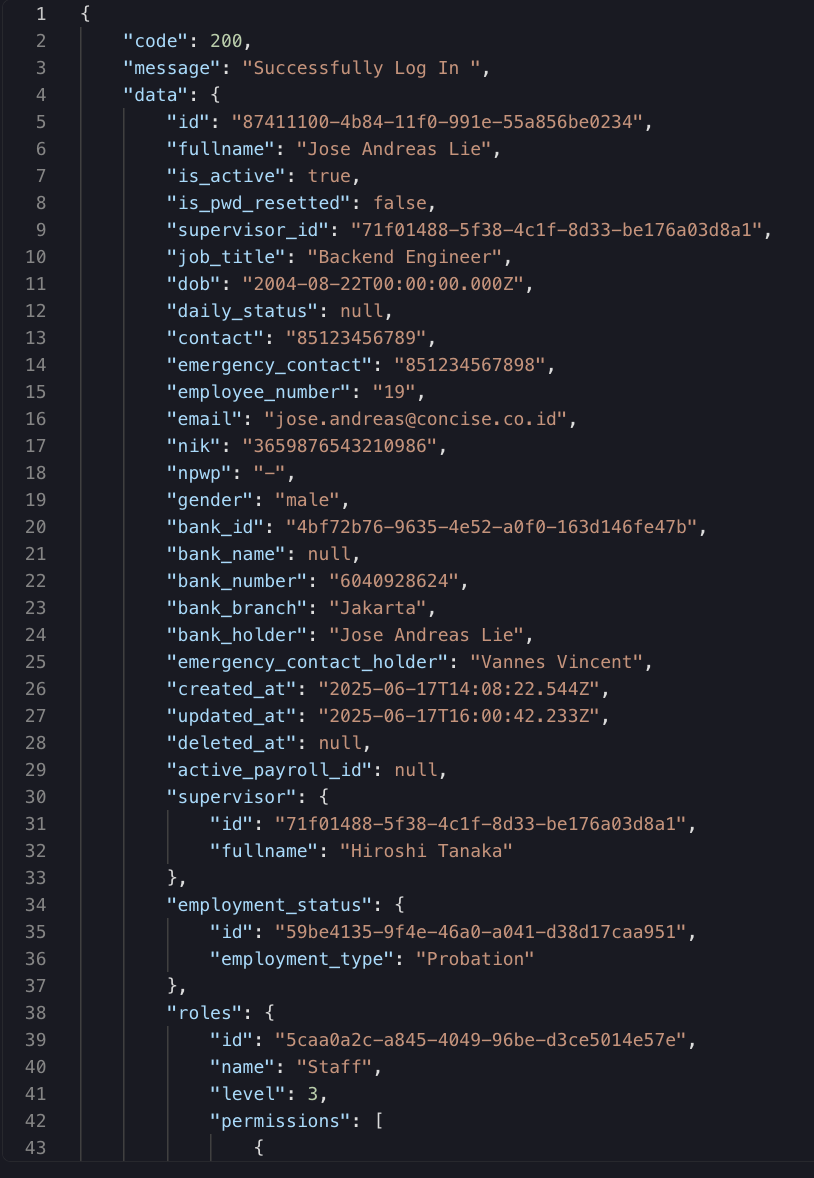 1 {
2 "code": 200,
3 "message": "Successfully Log In ",
4 "data": {
5 "id": "87411100-4b84-11f0-991e-55a856be0234",
6 "fullname": "Jose Andreas Lie",
7 "is_active": true,
8 "is_pwd_resetted": false,
9 "supervisor_id": "71f01488-5f38-4c1f-8d33-be176a03d8a1",
10 "job_title": "Backend Engineer",
11 "dob": "2004-08-22T00:00:00.000Z",
12 "daily_status": null,
13 "contact": "85123456789",
14 "emergency_contact": "851234567898",
15 "employee_number": "19",
16 "email": "jose.andreas@concise.co.id",
17 "nik": "3659876543210986",
18 "npwp": "-",
19 "gender": "male",
20 "bank_id": "4bf72b76-9635-4e52-a0f0-163d146fe47b",
21 "bank_name": null,
22 "bank_number": "6040928624",
23 "bank_branch": "Jakarta",
24 "bank_holder": "Jose Andreas Lie",
25 "emergency_contact_holder": "Vannes Vincent",
26 "created_at": "2025-06-17T14:08:22.544Z",
27 "updated_at": "2025-06-17T16:00:42.233Z",
28 "deleted_at": null,
29 "active_payroll_id": null,
30 "supervisor": {
31 "id": "71f01488-5f38-4c1f-8d33-be176a03d8a1",
32 "fullname": "Hiroshi Tanaka"
33 },
34 "employment_status": {
35 "id": "59be4135-9f4e-46a0-a041-d38d17caa951",
36 "employment_type": "Probation"
37 },
38 "roles": {
39 "id": "5caa0a2c-a845-4049-96be-d3ce5014e57e",
40 "name": "Staff",
41 "level": 3,
42 "permissions": [
43 {